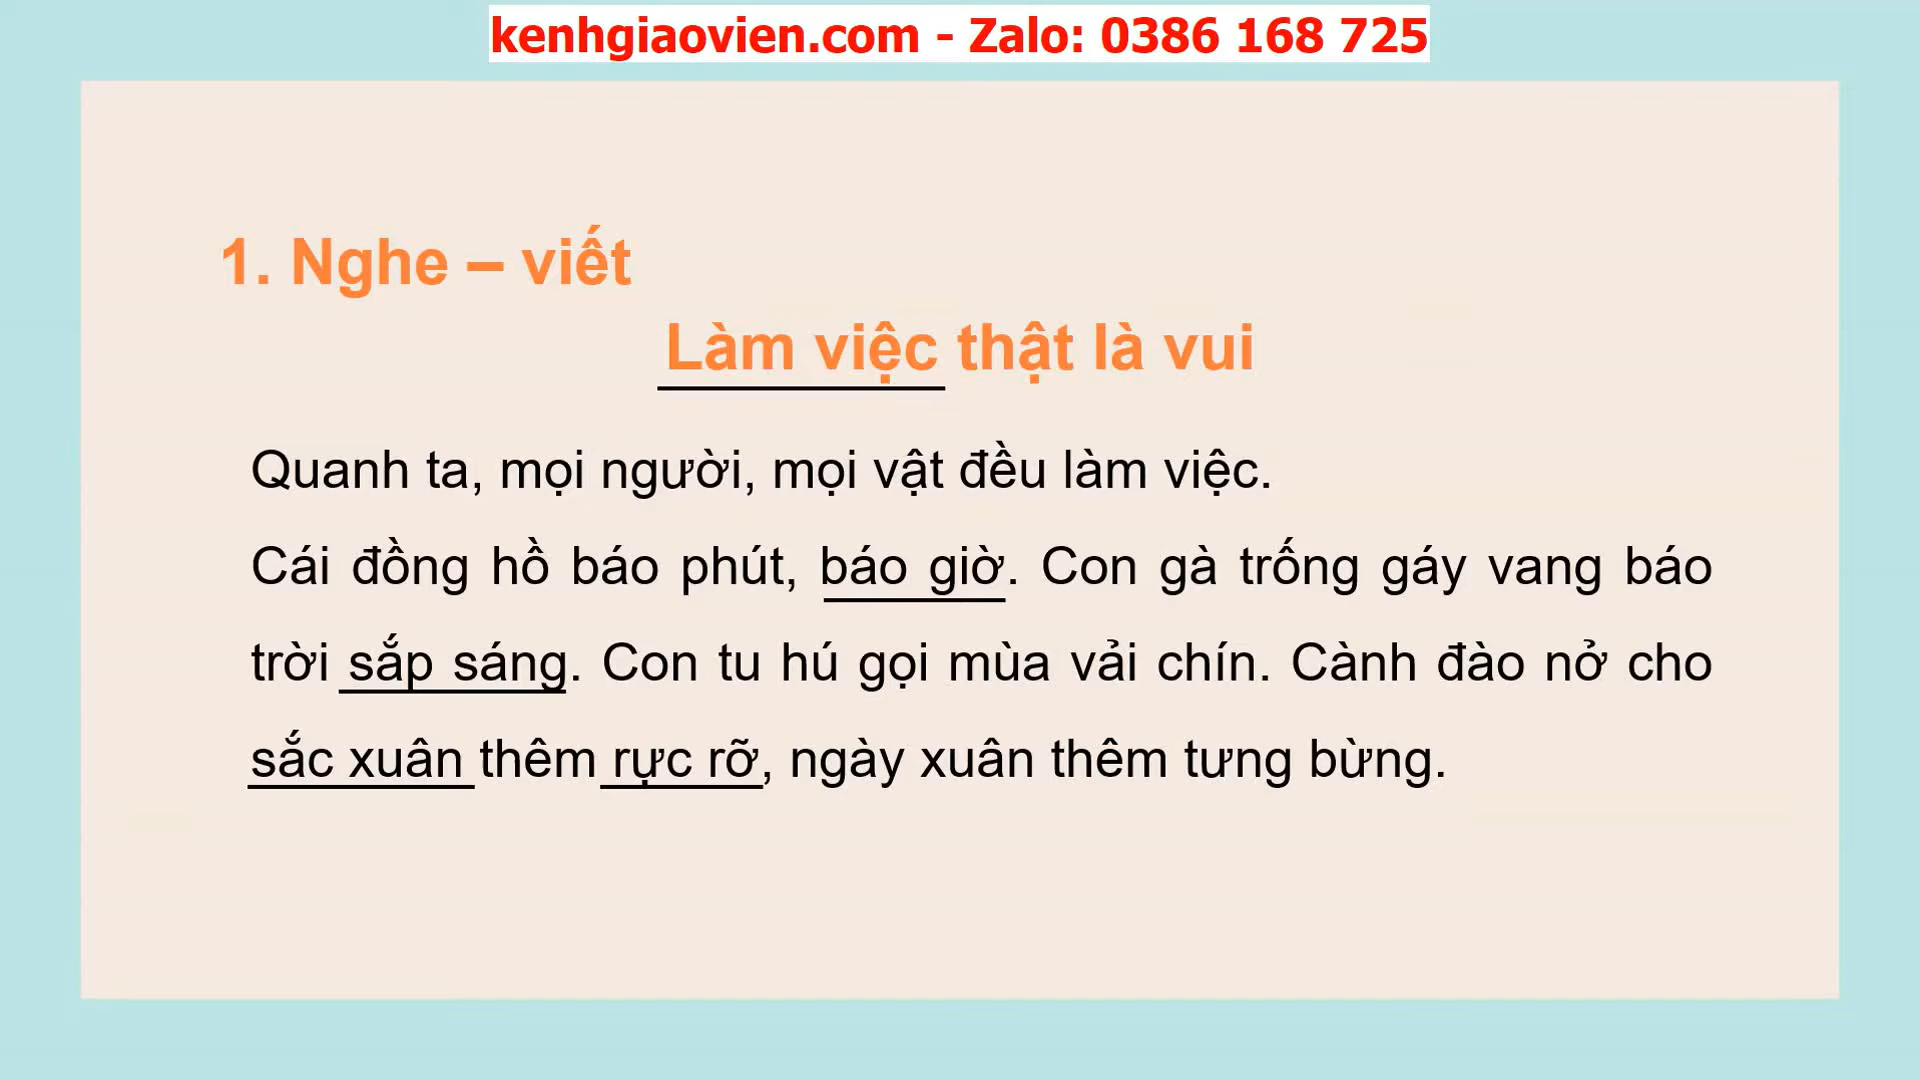 kenhgiaovien.com - Zalo: 0386 168 725
1. Nghe – viết
Làm việc thật là vui
Quanh ta, mọi người, mọi vật đều làm việc.
Cái đồng hồ báo phút, báo giờ. Con gà trống gáy vang báo
trời sắp sáng. Con tu hú gọi mùa vải chín. Cành đào nở cho
sắc xuân thêm rực rỡ, ngày xuân thêm tưng bừng.